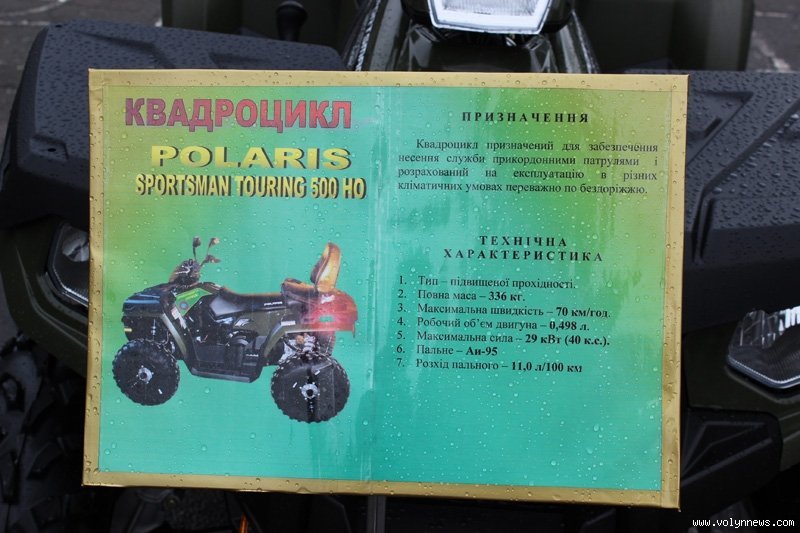 КВАДРОЦИКЛ
POLARIS
SPORTSMAN TOURING 500 HO
ПРИЗНАЧЕННЯ
Квадроцикл призначений для забезпечення
несення служби прикордонними патрулями і
розрахований на експлуатацію в різних
кліматичних умовах переважно по бездоріжжю.
ТЕХНІЧНА
ХАРАКТЕРИСТИКА
1. Тип – підвищеної прохідності.
2. Повна маса – 336 кг.
3. Максимальна швидкість – 70 км/год.
4. Робочий об’єм двигуна – 0,498 л.
5. Максимальна сила – 29 кВт (40 к.с.).
6. Пальне – Аи-95
7. Розхід пального – 11,0 л/100 км
www.volynnews.com